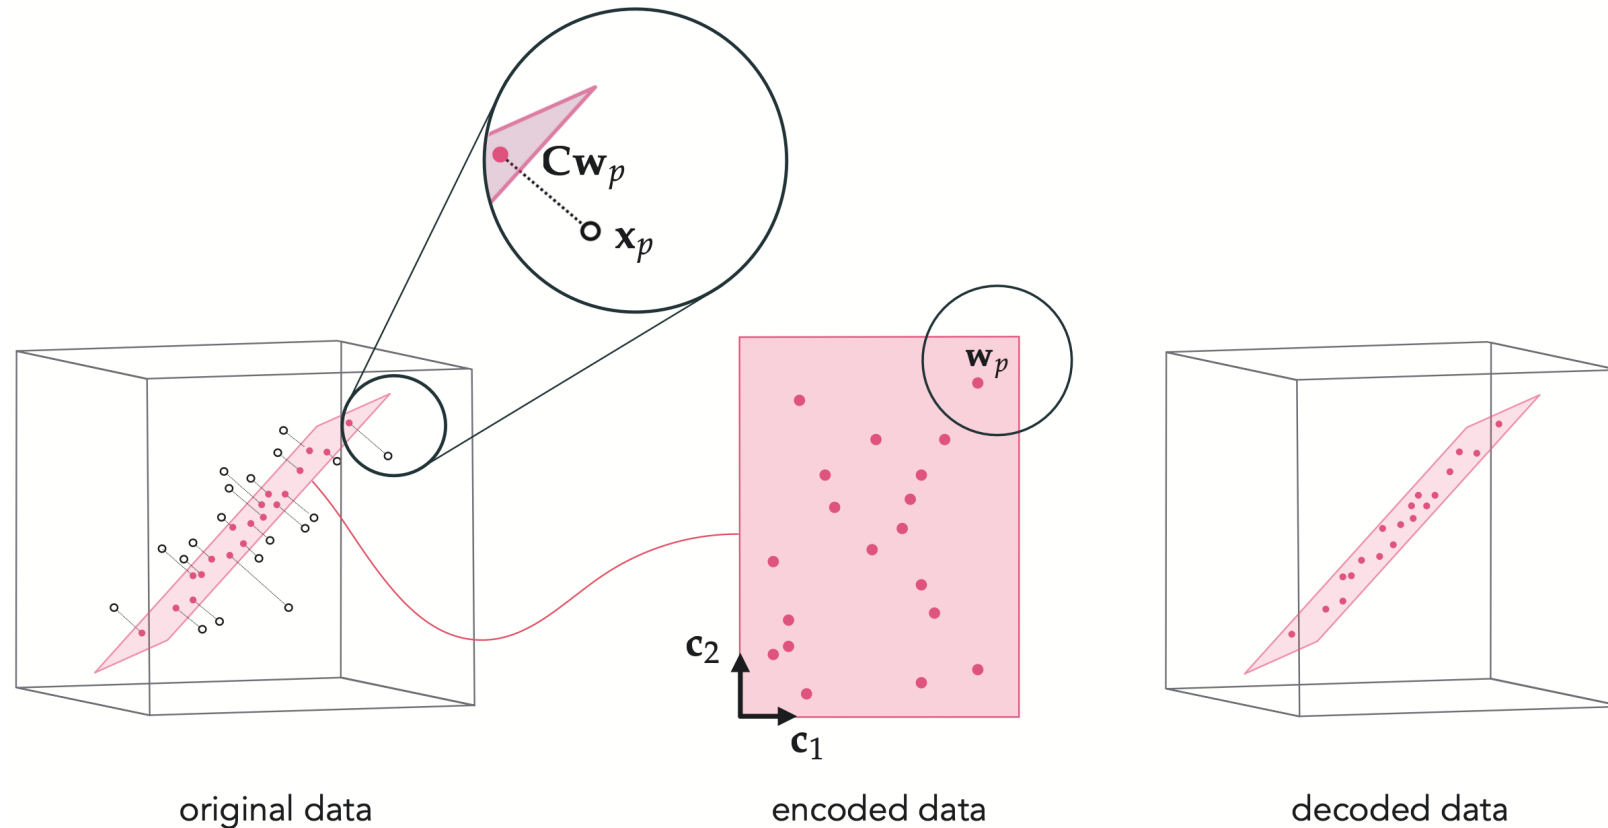 Cw_p
x_p
w_p
c_2
c_1
original data
encoded data
decoded data